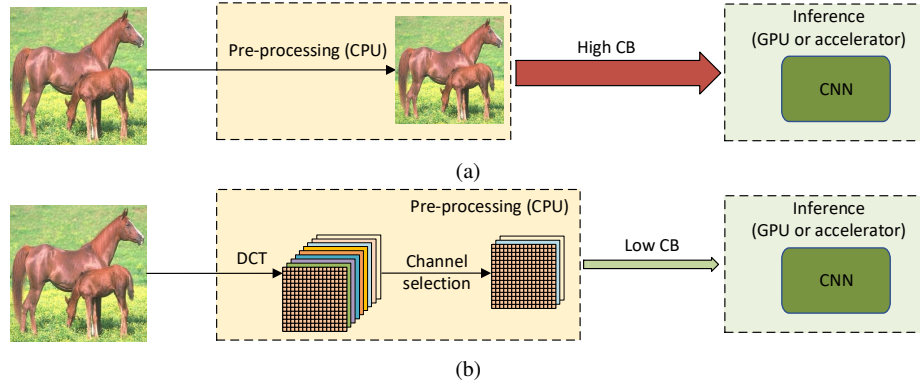 Pre-processing (CPU)
High CB
Inference
(GPU or accelerator)
CNN
(a)
Pre-processing (CPU)
DCT
Channel
selection
Low CB
Inference
(GPU or accelerator)
CNN
(b)